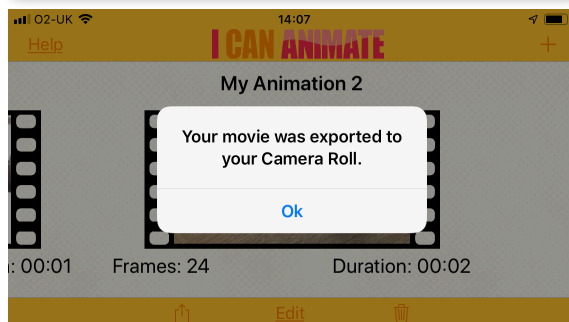 O2-UK 14:07
Help I CAN ANIMATE +
My Animation 2
Your movie was exported to
your Camera Roll.
Ok
: 00:01 Frames: 24 Duration: 00:02
Edit